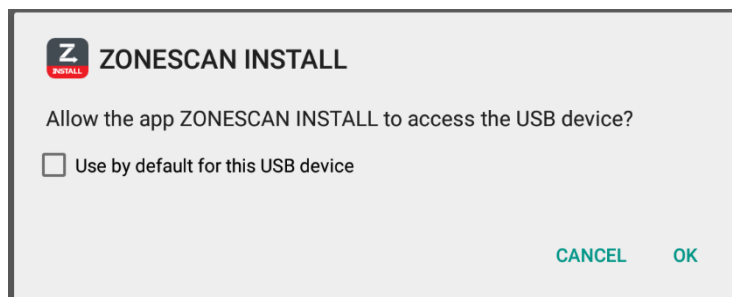 Z
INSTALL
ZONESCAN INSTALL
Allow the app ZONESCAN INSTALL to access the USB device?
Use by default for this USB device
CANCEL OK